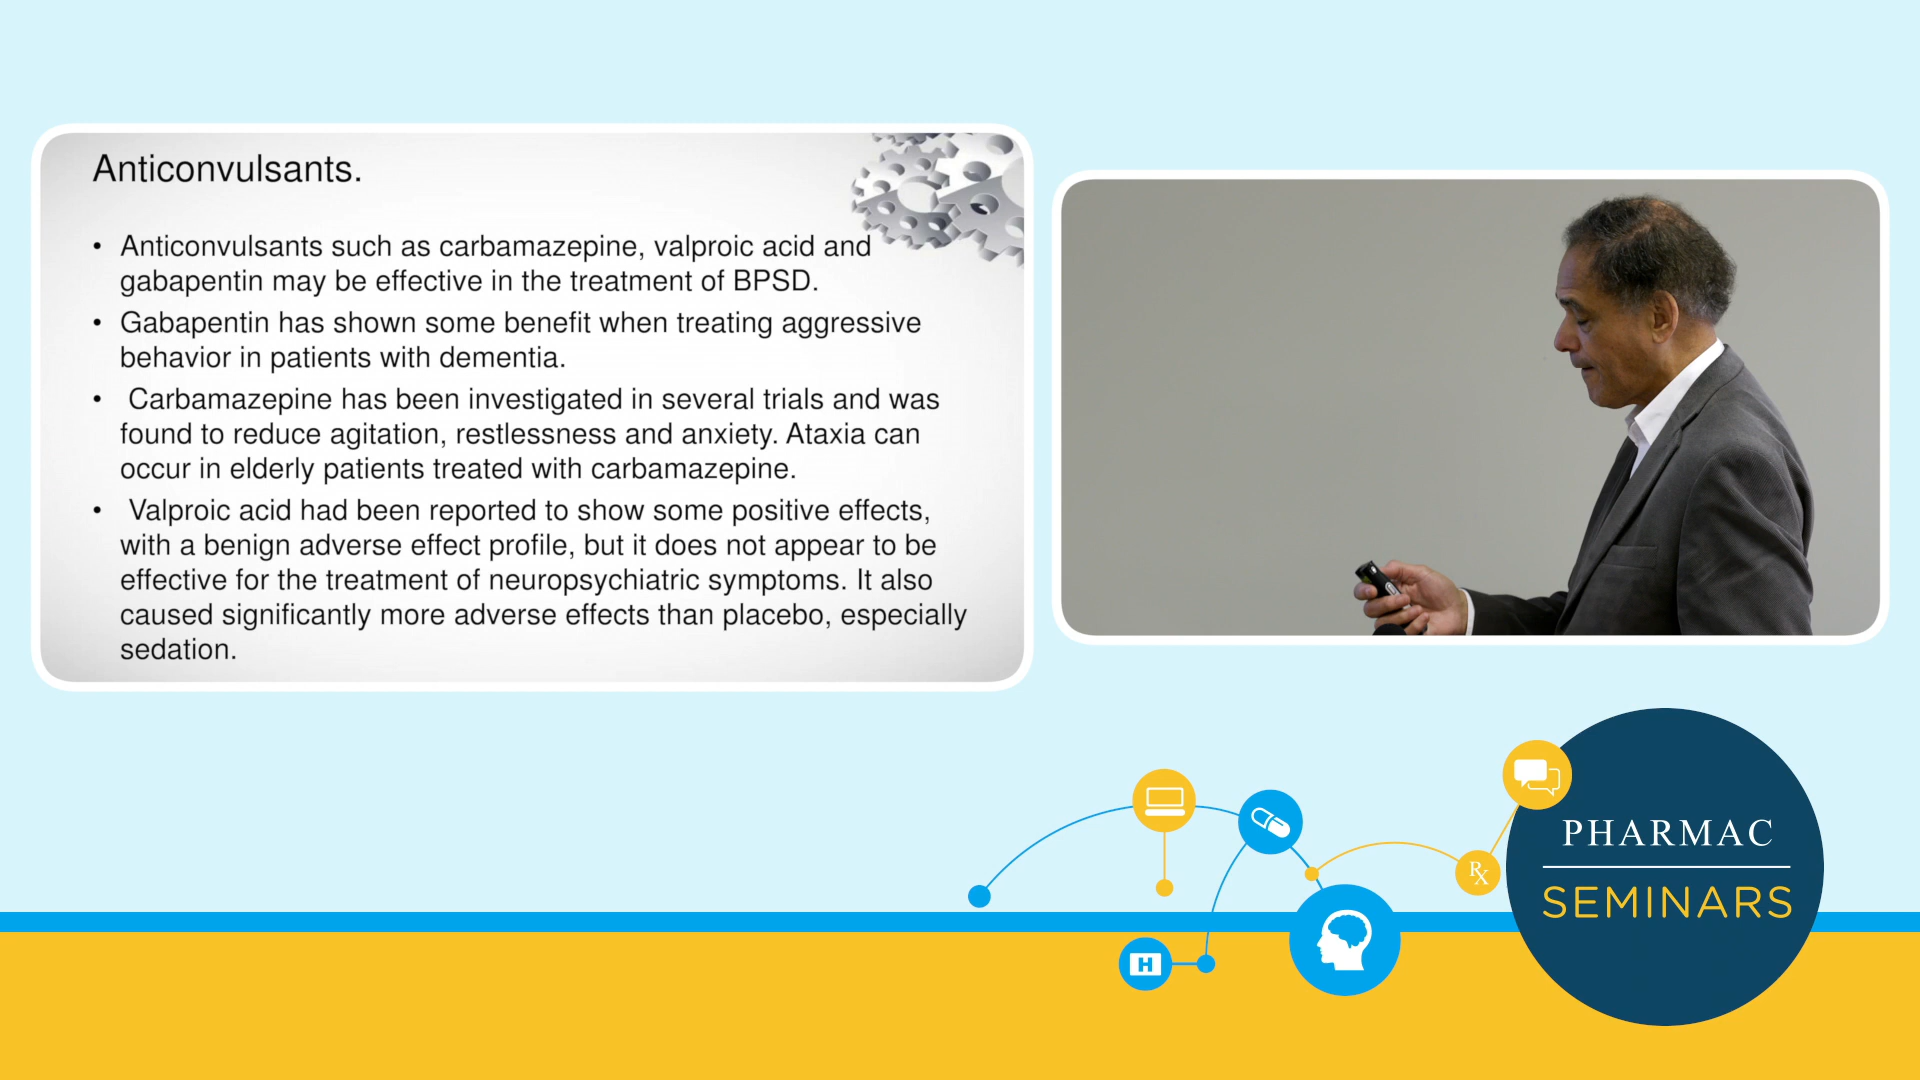 Anticonvulsants.
• Anticonvulsants such as carbamazepine, valproic acid and
gabapentin may be effective in the treatment of BPSD.
• Gabapentin has shown some benefit when treating aggressive
behavior in patients with dementia.
• Carbamazepine has been investigated in several trials and was
found to reduce agitation, restlessness and anxiety. Ataxia can
occur in elderly patients treated with carbamazepine.
• Valproic acid had been reported to show some positive effects,
with a benign adverse effect profile, but it does not appear to be
effective for the treatment of neuropsychiatric symptoms. It also
caused significantly more adverse effects than placebo, especially
sedation.
Rx
H
PHARMAC
SEMINARS